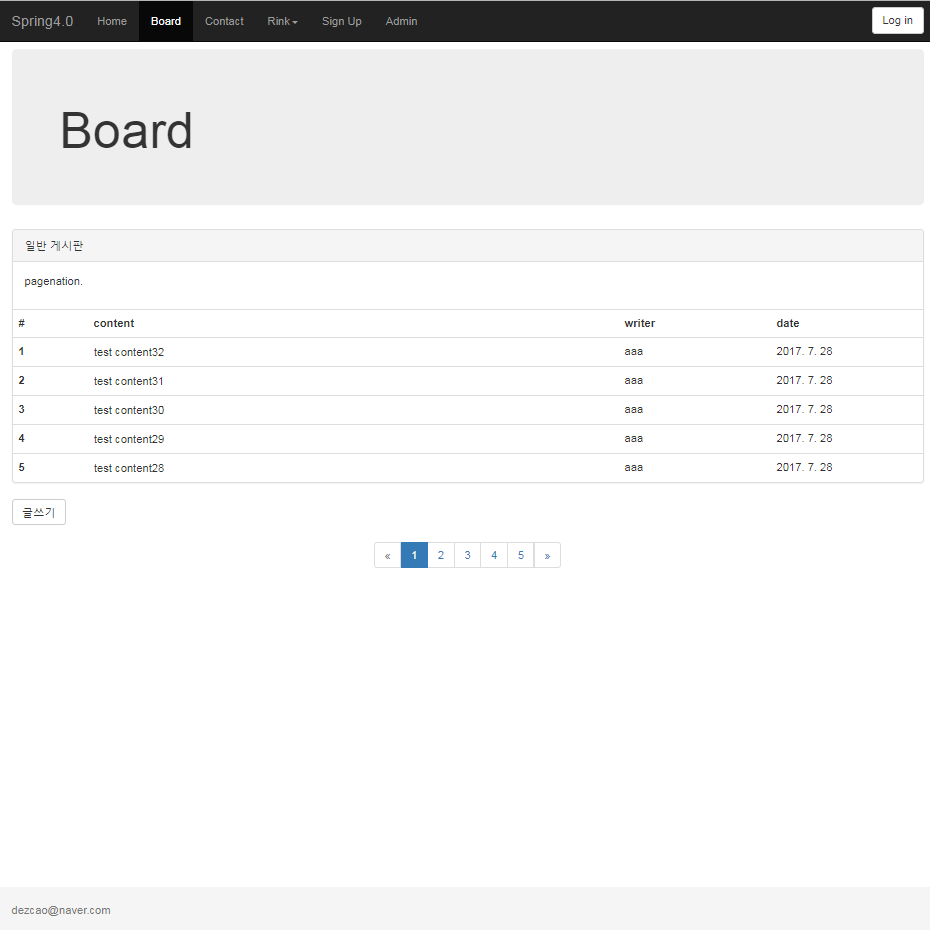 Spring4.0 Home Board Contact Rink Sign Up Admin Log in
Board
일반 게시판
pagenation.
# content writer date
1 test content32 aaa 2017. 7. 28
2 test content31 aaa 2017. 7. 28
3 test content30 aaa 2017. 7. 28
4 test content29 aaa 2017. 7. 28
5 test content28 aaa 2017. 7. 28
글쓰기
« 1 2 3 4 5 »
dezcao@naver.com